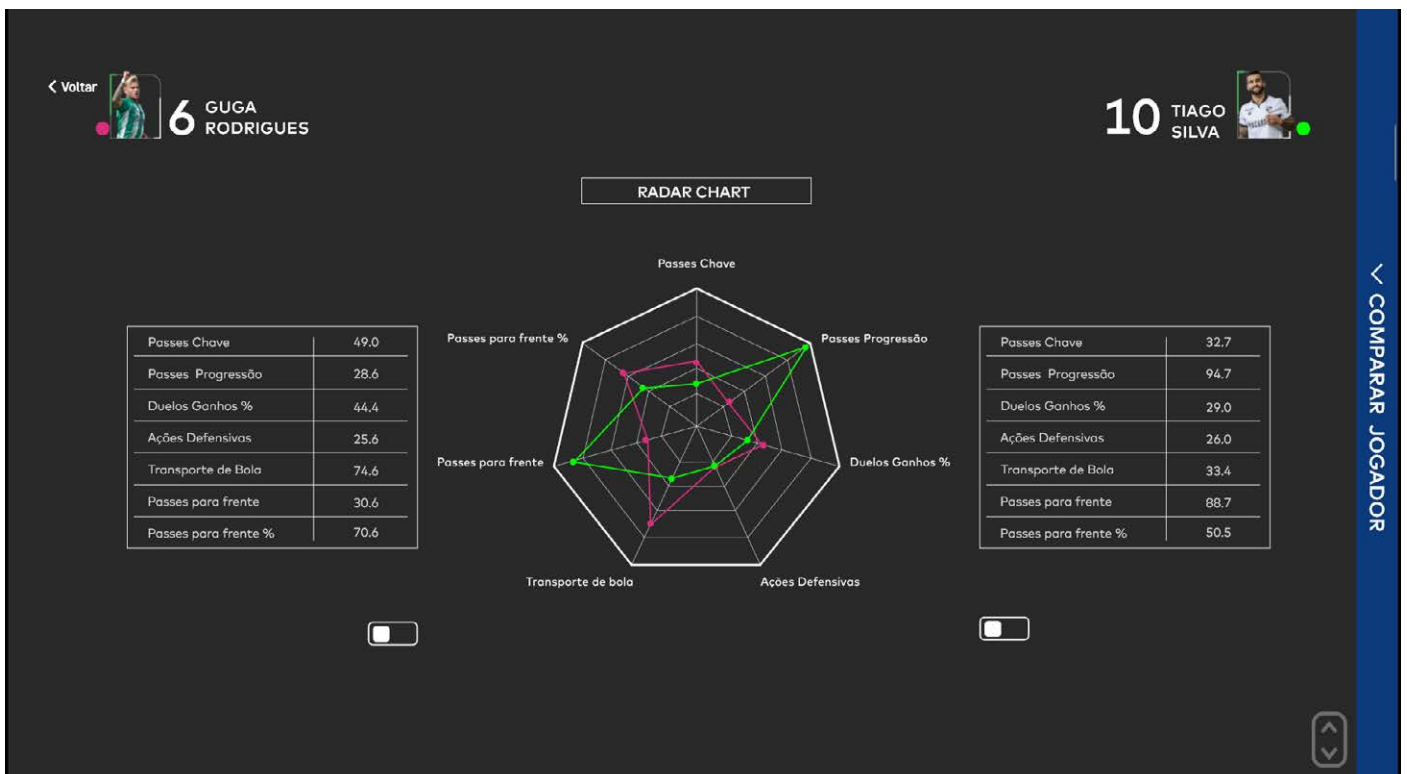 Voltar
6 GUGA
RODRIGUES
10 TIAGO
SILVA
RADAR CHART
Passes Chave 49.0
Passes Progressão 28.6
Duelos Ganhos % 44.4
Ações Defensivas 25.6
Transporte de Bola 74.6
Passes para frente 30.6
Passes para frente % 70.6
Passes Chave
Passes para frente %
Passes Progressão
Passes para frente
Duelos Ganhos %
Transporte de bola
Ações Defensivas
Passes Chave 32.7
Passes Progressão 94.7
Duelos Ganhos % 29.0
Ações Defensivas 26.0
Transporte de Bola 33.4
Passes para frente 88.7
Passes para frente % 50.5
COMPARAR JOGADOR